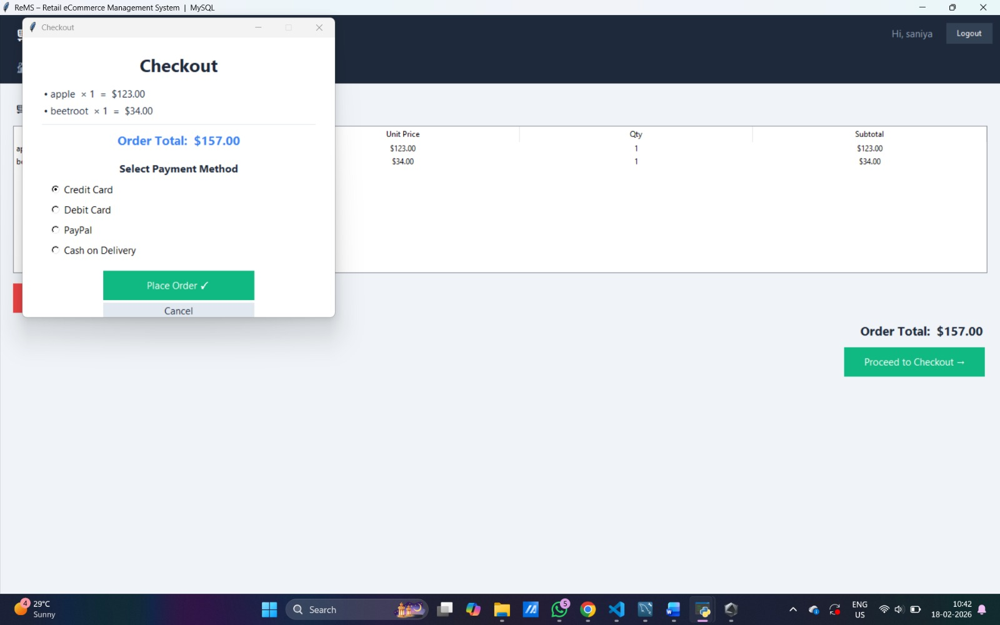 ReMS – Retail eCommerce Management System | MySQL
Checkout
Hi, saniya
Logout
Checkout
• apple × 1 = $123.00
• beetroot × 1 = $34.00
Order Total: $157.00
Select Payment Method
Credit Card
Debit Card
PayPal
Cash on Delivery
Place Order ✓
Cancel
Unit Price Qty Subtotal
$123.00 1 $123.00
$34.00 1 $34.00
Order Total: $157.00
Proceed to Checkout →
4
29°C
Sunny
Search
5
ENG
US
10:42
18-02-2026